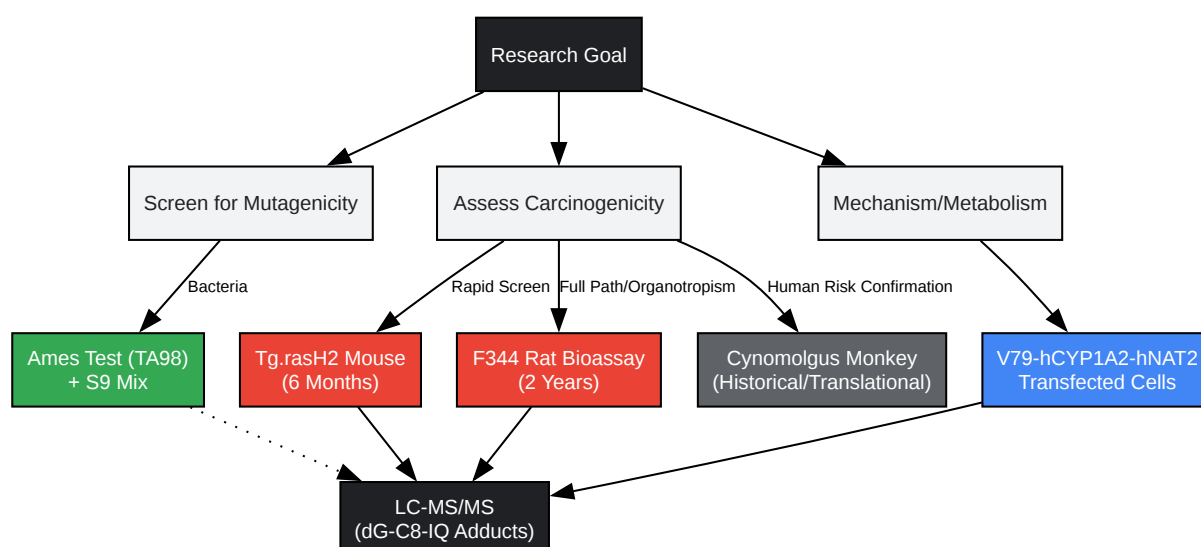 Research Goal
Screen for Mutagenicity
Assess Carcinogenicity
Mechanism/Metabolism
Bacteria
Rapid Screen
Full Path/Organotropism
Human Risk Confirmation
Ames Test (TA98)
+ S9 Mix
Tg.rasH2 Mouse
(6 Months)
F344 Rat Bioassay
(2 Years)
Cynomolgus Monkey
(Historical/Translational)
V79-hCYP1A2-hNAT2
Transfected Cells
LC-MS/MS
(dG-C8-IQ Adducts)